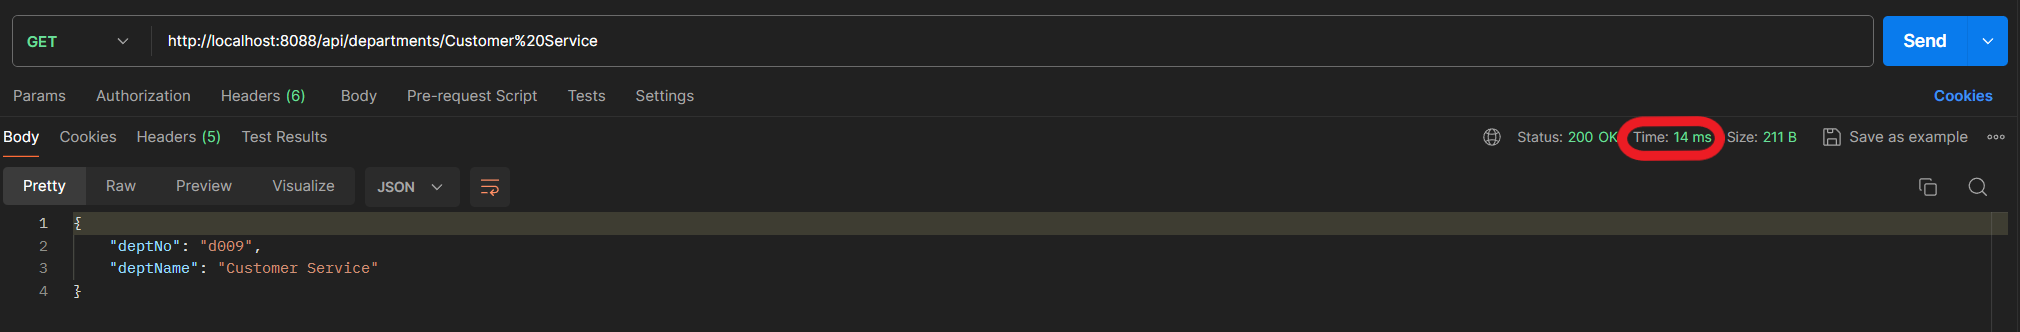 GET http://localhost:8088/api/departments/Customer%20Service Send
Params Authorization Headers (6) Body Pre-request Script Tests Settings Cookies
Body Cookies Headers (5) Test Results Status: 200 OK Time: 14 ms Size: 211 B Save as example
Pretty Raw Preview Visualize JSON
1 {
2 "deptNo": "d009",
3 "deptName": "Customer Service"
4 }